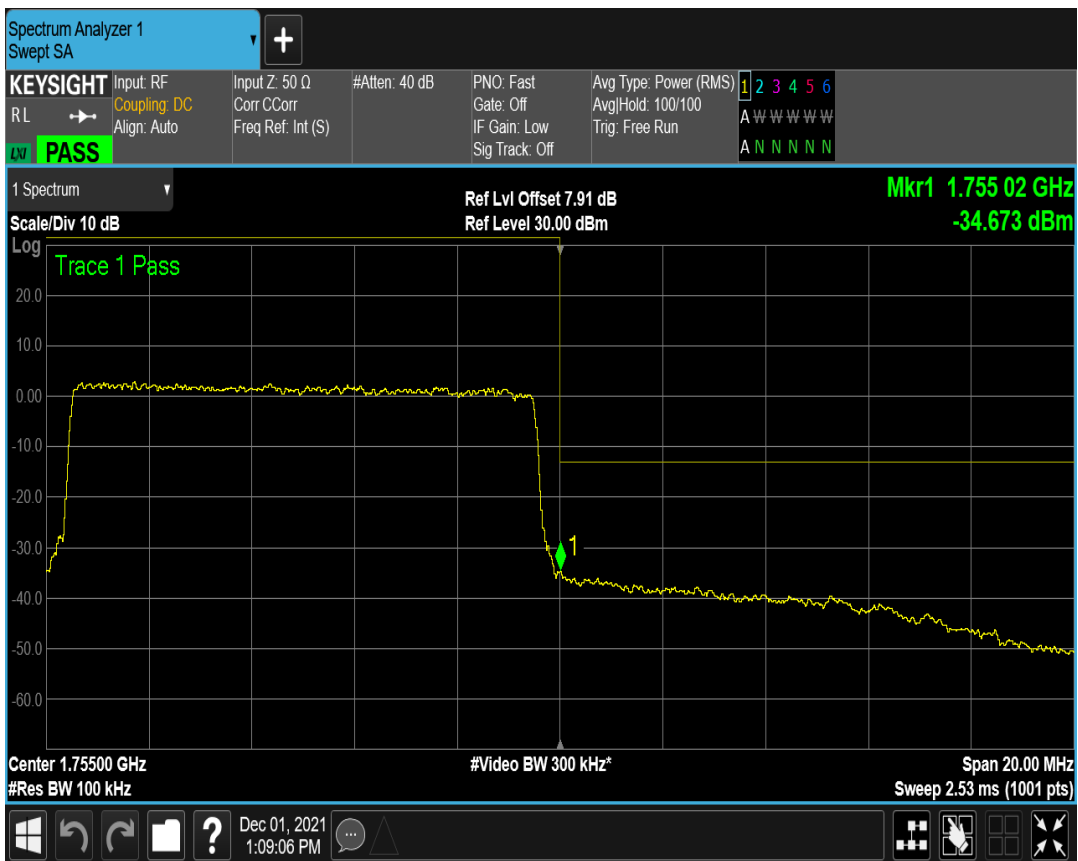 Spectrum Analyzer 1
Swept SA
KEYSIGHT
RL
LXI PASS
Input: RF
Coupling: DC
Align: Auto
Input Z: 50 Ω
Corr CCorr
Freq Ref: Int (S)
#Atten: 40 dB
PNO: Fast
Gate: Off
IF Gain: Low
Sig Track: Off
Avg Type: Power (RMS)
Avg|Hold: 100/100
Trig: Free Run
1 2 3 4 5 6
A W W W W W
A N N N N N
1 Spectrum
Scale/Div 10 dB
Ref Lvl Offset 7.91 dB
Ref Level 30.00 dBm
Mkr1 1.755 02 GHz
-34.673 dBm
Log
Trace 1 Pass
20.0
10.0
0.00
-10.0
-20.0
-30.0
-40.0
-50.0
-60.0
1
Center 1.75500 GHz
#Res BW 100 kHz
#Video BW 300 kHz*
Span 20.00 MHz
Sweep 2.53 ms (1001 pts)
?
Dec 01, 2021
1:09:06 PM